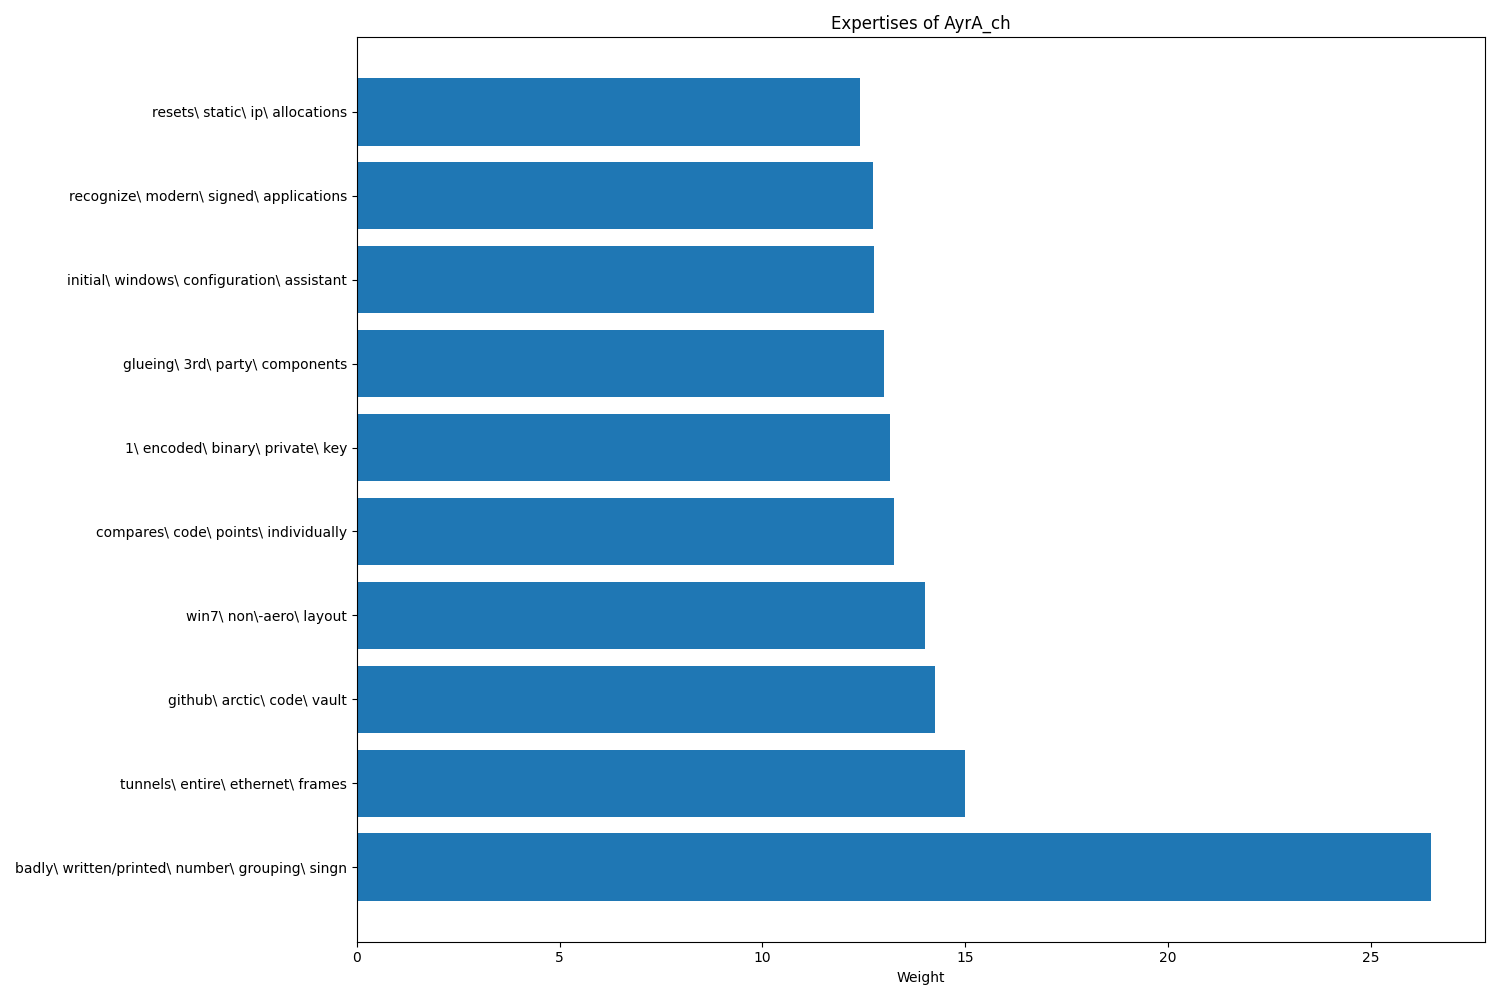 Expertises of AyrA_ch
resets\ static\ ip\ allocations
recognize\ modern\ signed\ applications
initial\ windows\ configuration\ assistant
glueing\ 3rd\ party\ components
1\ encoded\ binary\ private\ key
compares\ code\ points\ individually
win7\ non\-aero\ layout
github\ arctic\ code\ vault
tunnels\ entire\ ethernet\ frames
badly\ written/printed\ number\ grouping\ singn
0 5 10 15 20 25
Weight